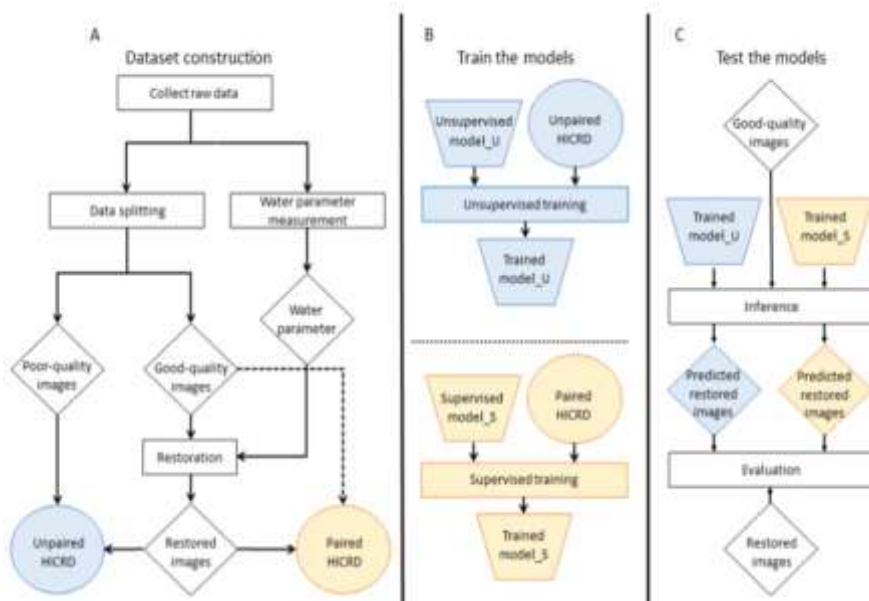 A
Dataset construction
Collect raw data
Data splitting
Water parameter
measurement
Water
parameter
Poor-quality
images
Good-quality
images
Restoration
Unpaired
HICRD
Restored
images
Paired
HICRD
B
Train the models
Unsupervised
model_U
Unpaired
HICRD
Unsupervised training
Trained
model_U
Supervised
model_S
Paired
HICRD
Supervised training
Trained
model_S
C
Test the models
Good-quality
images
Trained
model_U
Trained
model_S
Inference
Predicted
restored
images
Predicted
restored
images
Evaluation
Restored
images